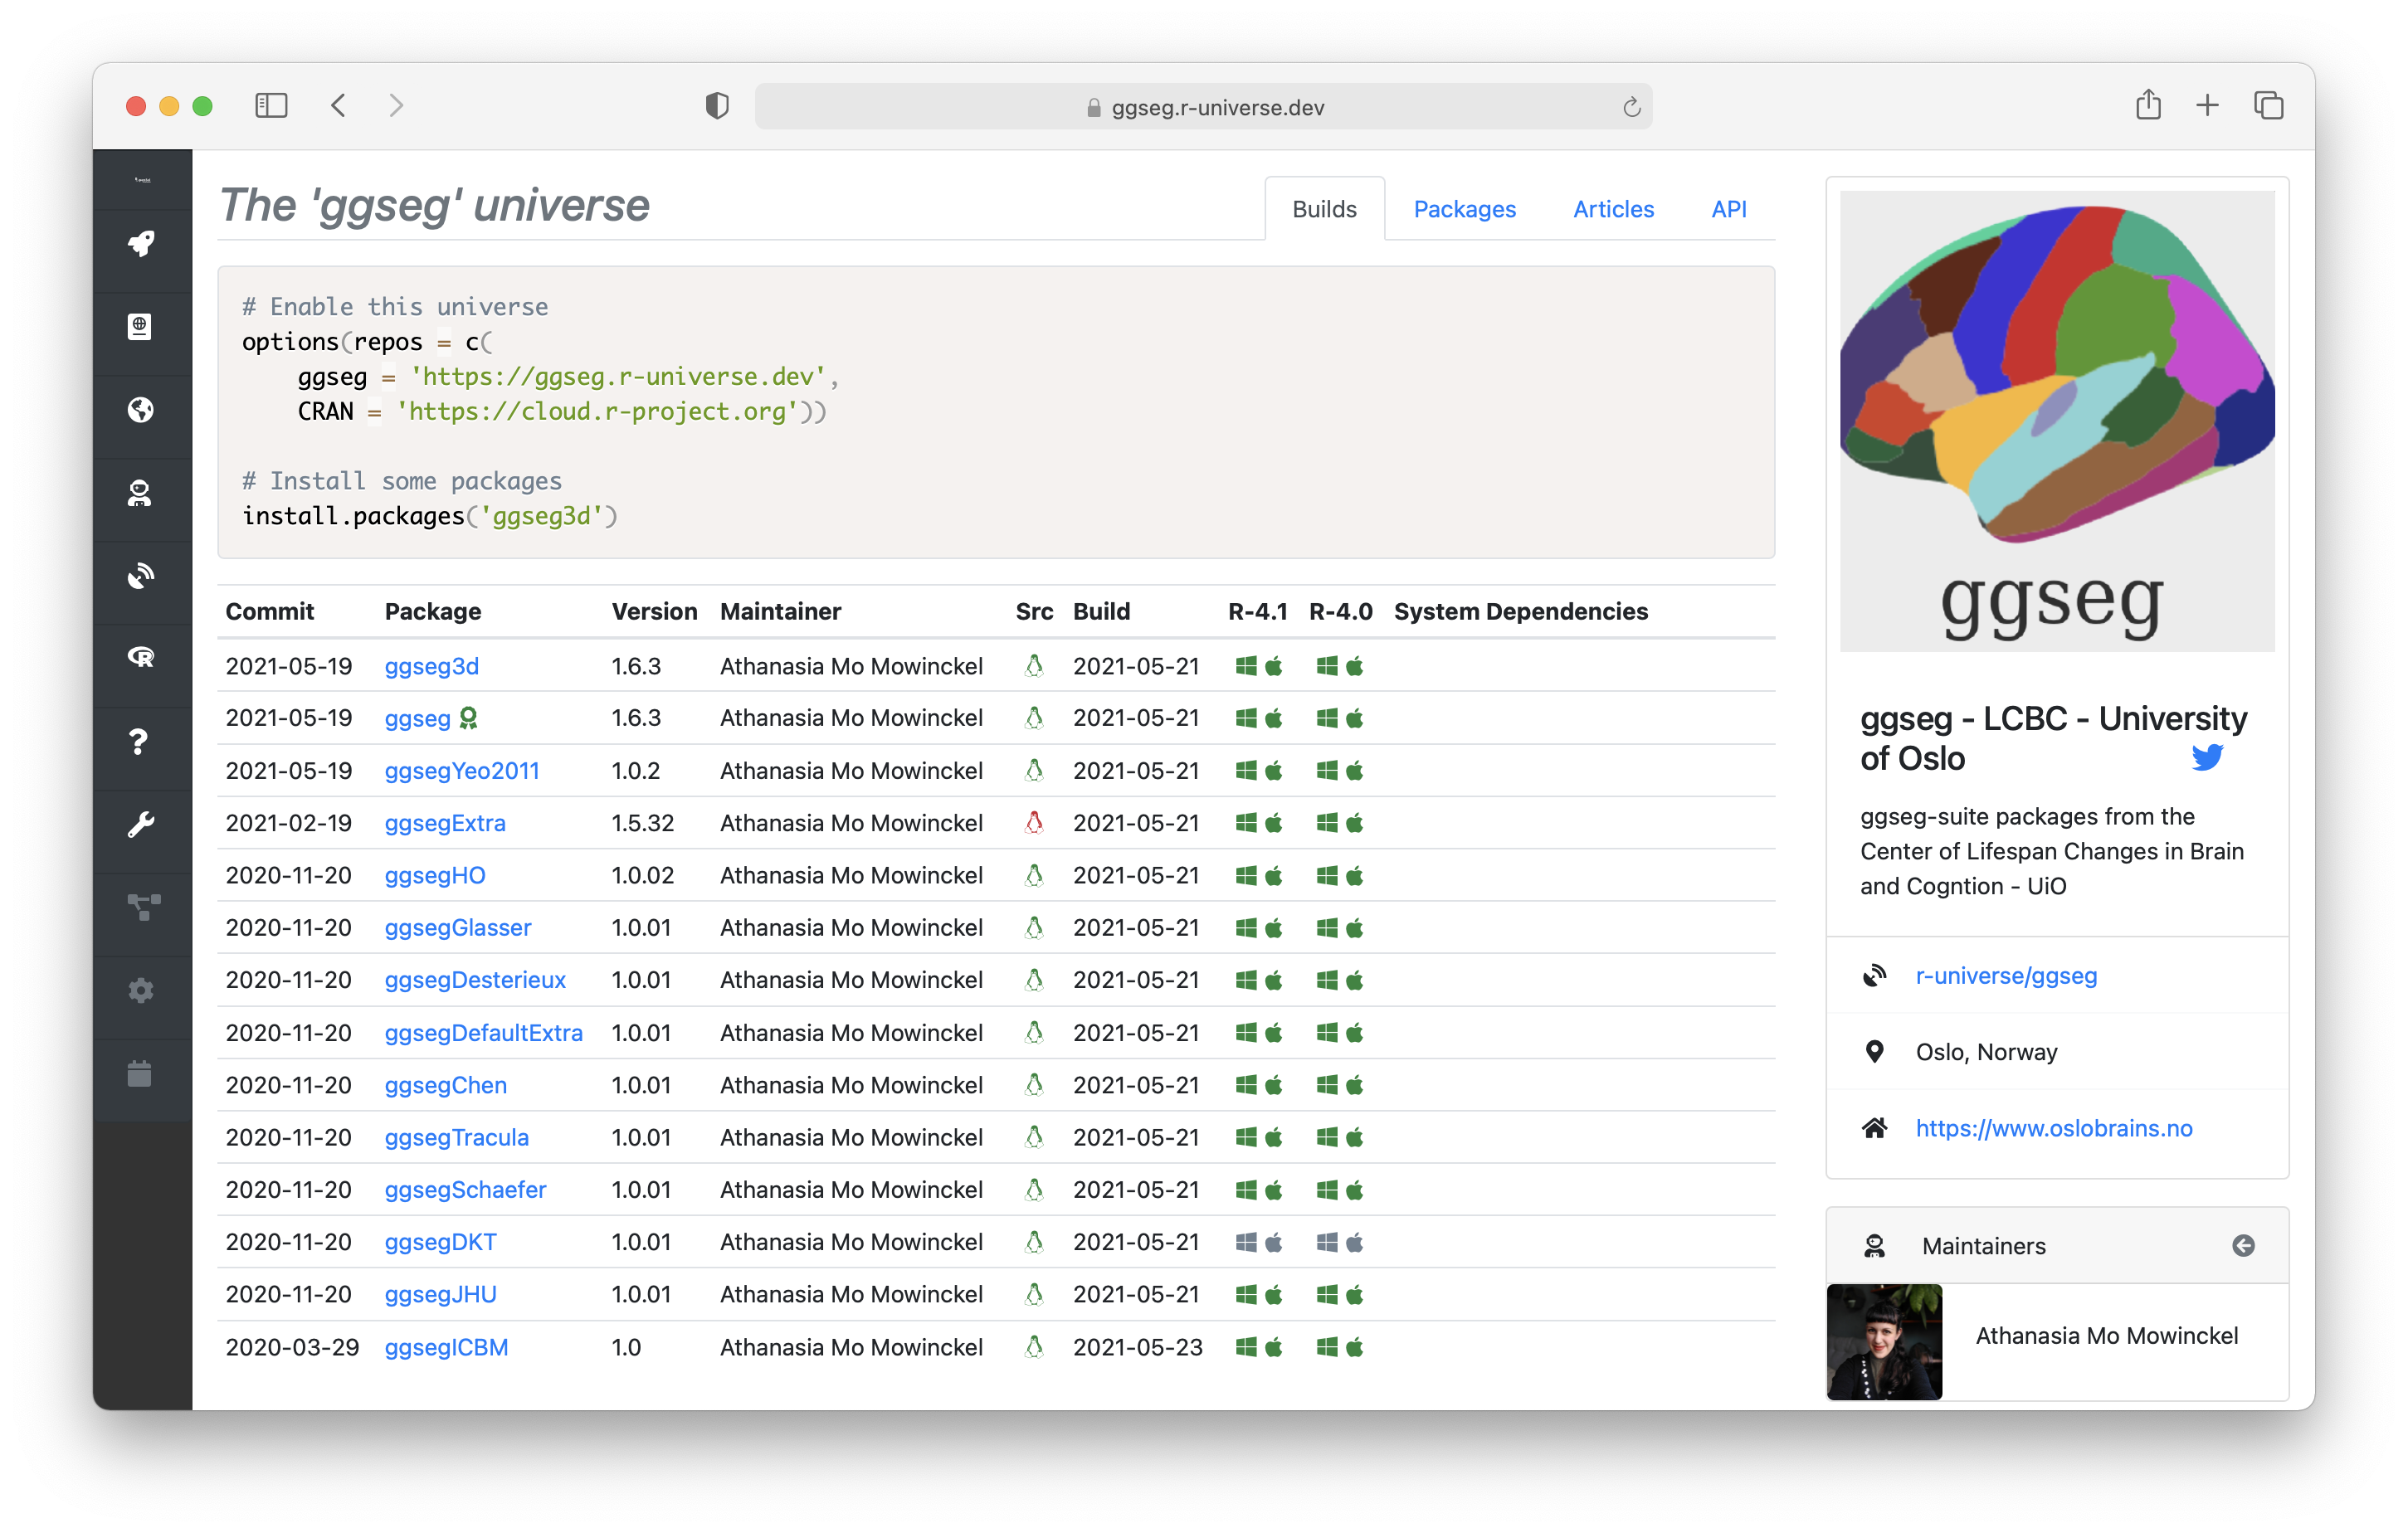 ggseg.r-universe.dev
The 'ggseg' universe
Builds Packages Articles API
# Enable this universe
options(repos = c(
ggseg = 'https://ggseg.r-universe.dev',
CRAN = 'https://cloud.r-project.org'))
# Install some packages
install.packages('ggseg3d')
Commit Package Version Maintainer Src Build R-4.1 R-4.0 System Dependencies
2021-05-19 ggseg3d 1.6.3 Athanasia Mo Mowinckel 2021-05-21
2021-05-19 ggseg 1.6.3 Athanasia Mo Mowinckel 2021-05-21
2021-05-19 ggsegYeo2011 1.0.2 Athanasia Mo Mowinckel 2021-05-21
2021-02-19 ggsegExtra 1.5.32 Athanasia Mo Mowinckel 2021-05-21
2020-11-20 ggsegHO 1.0.02 Athanasia Mo Mowinckel 2021-05-21
2020-11-20 ggsegGlasser 1.0.01 Athanasia Mo Mowinckel 2021-05-21
2020-11-20 ggsegDesterieux 1.0.01 Athanasia Mo Mowinckel 2021-05-21
2020-11-20 ggsegDefaultExtra 1.0.01 Athanasia Mo Mowinckel 2021-05-21
2020-11-20 ggsegChen 1.0.01 Athanasia Mo Mowinckel 2021-05-21
2020-11-20 ggsegTracula 1.0.01 Athanasia Mo Mowinckel 2021-05-21
2020-11-20 ggsegSchaefer 1.0.01 Athanasia Mo Mowinckel 2021-05-21
2020-11-20 ggsegDKT 1.0.01 Athanasia Mo Mowinckel 2021-05-21
2020-11-20 ggsegJHU 1.0.01 Athanasia Mo Mowinckel 2021-05-21
2020-03-29 ggsegICBM 1.0 Athanasia Mo Mowinckel 2021-05-23
ggseg
ggseg - LCBC - University
of Oslo
ggseg-suite packages from the
Center of Lifespan Changes in Brain
and Cogntion - UiO
r-universe/ggseg
Oslo, Norway
https://www.oslobrains.no
Maintainers
Athanasia Mo Mowinckel